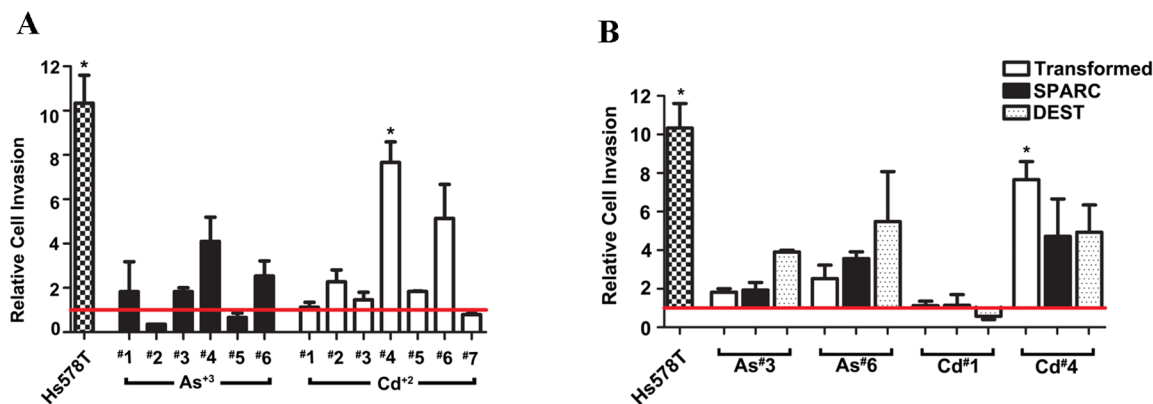 A
Relative Cell Invasion
12
10
8
6
4
2
0
*
*
Hs578T
#1 #2 #3 #4 #5 #6
As+3
#1 #2 #3 #4 #5 #6 #7
Cd+2
B
Transformed
SPARC
DEST
Relative Cell Invasion
12
10
8
6
4
2
0
*
*
Hs578T
As#3
As#6
Cd#1
Cd#4